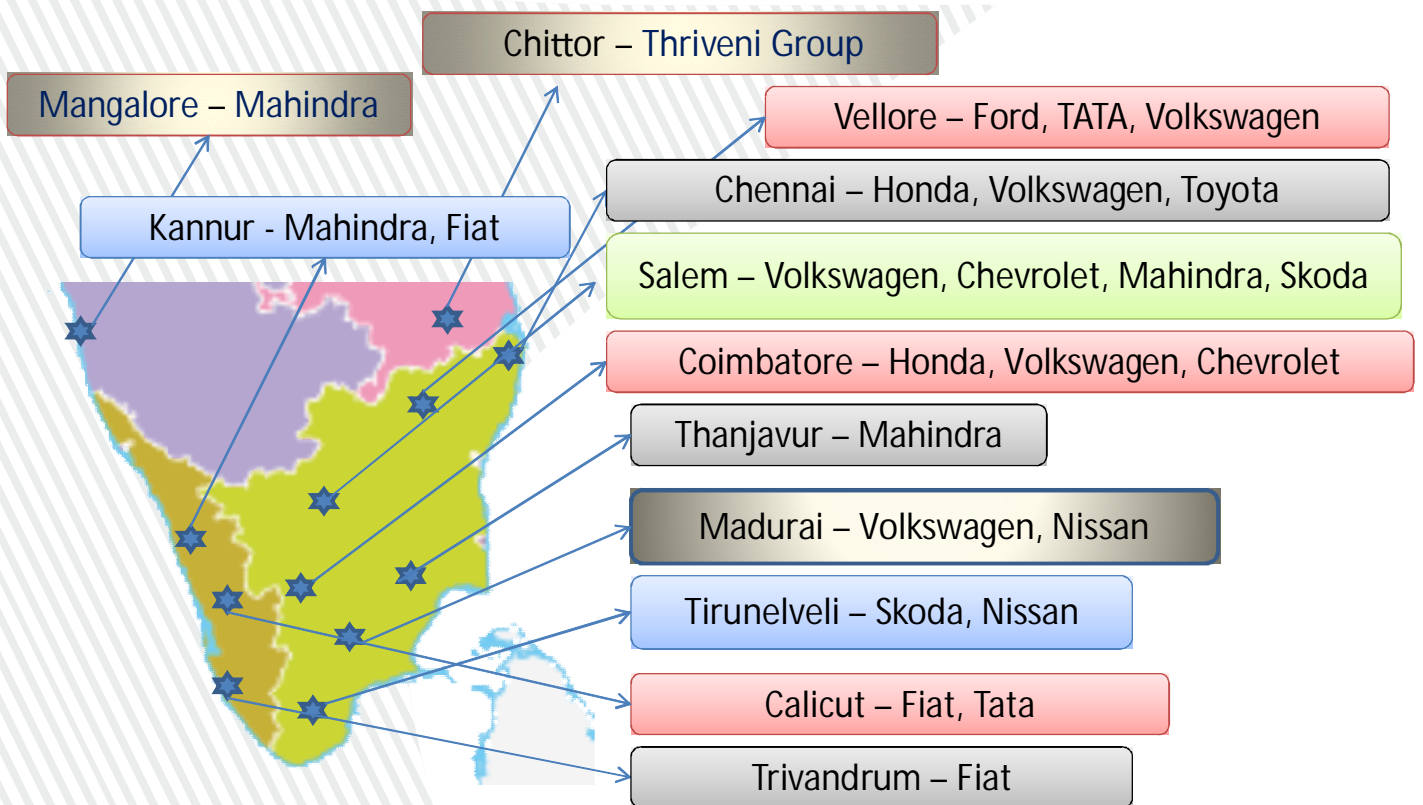 Chittor – Thriveni Group
Mangalore – Mahindra
Vellore – Ford, TATA, Volkswagen
Chennai – Honda, Volkswagen, Toyota
Kannur - Mahindra, Fiat
Salem – Volkswagen, Chevrolet, Mahindra, Skoda
Coimbatore – Honda, Volkswagen, Chevrolet
Thanjavur – Mahindra
Madurai – Volkswagen, Nissan
Tirunelveli – Skoda, Nissan
Calicut – Fiat, Tata
Trivandrum – Fiat